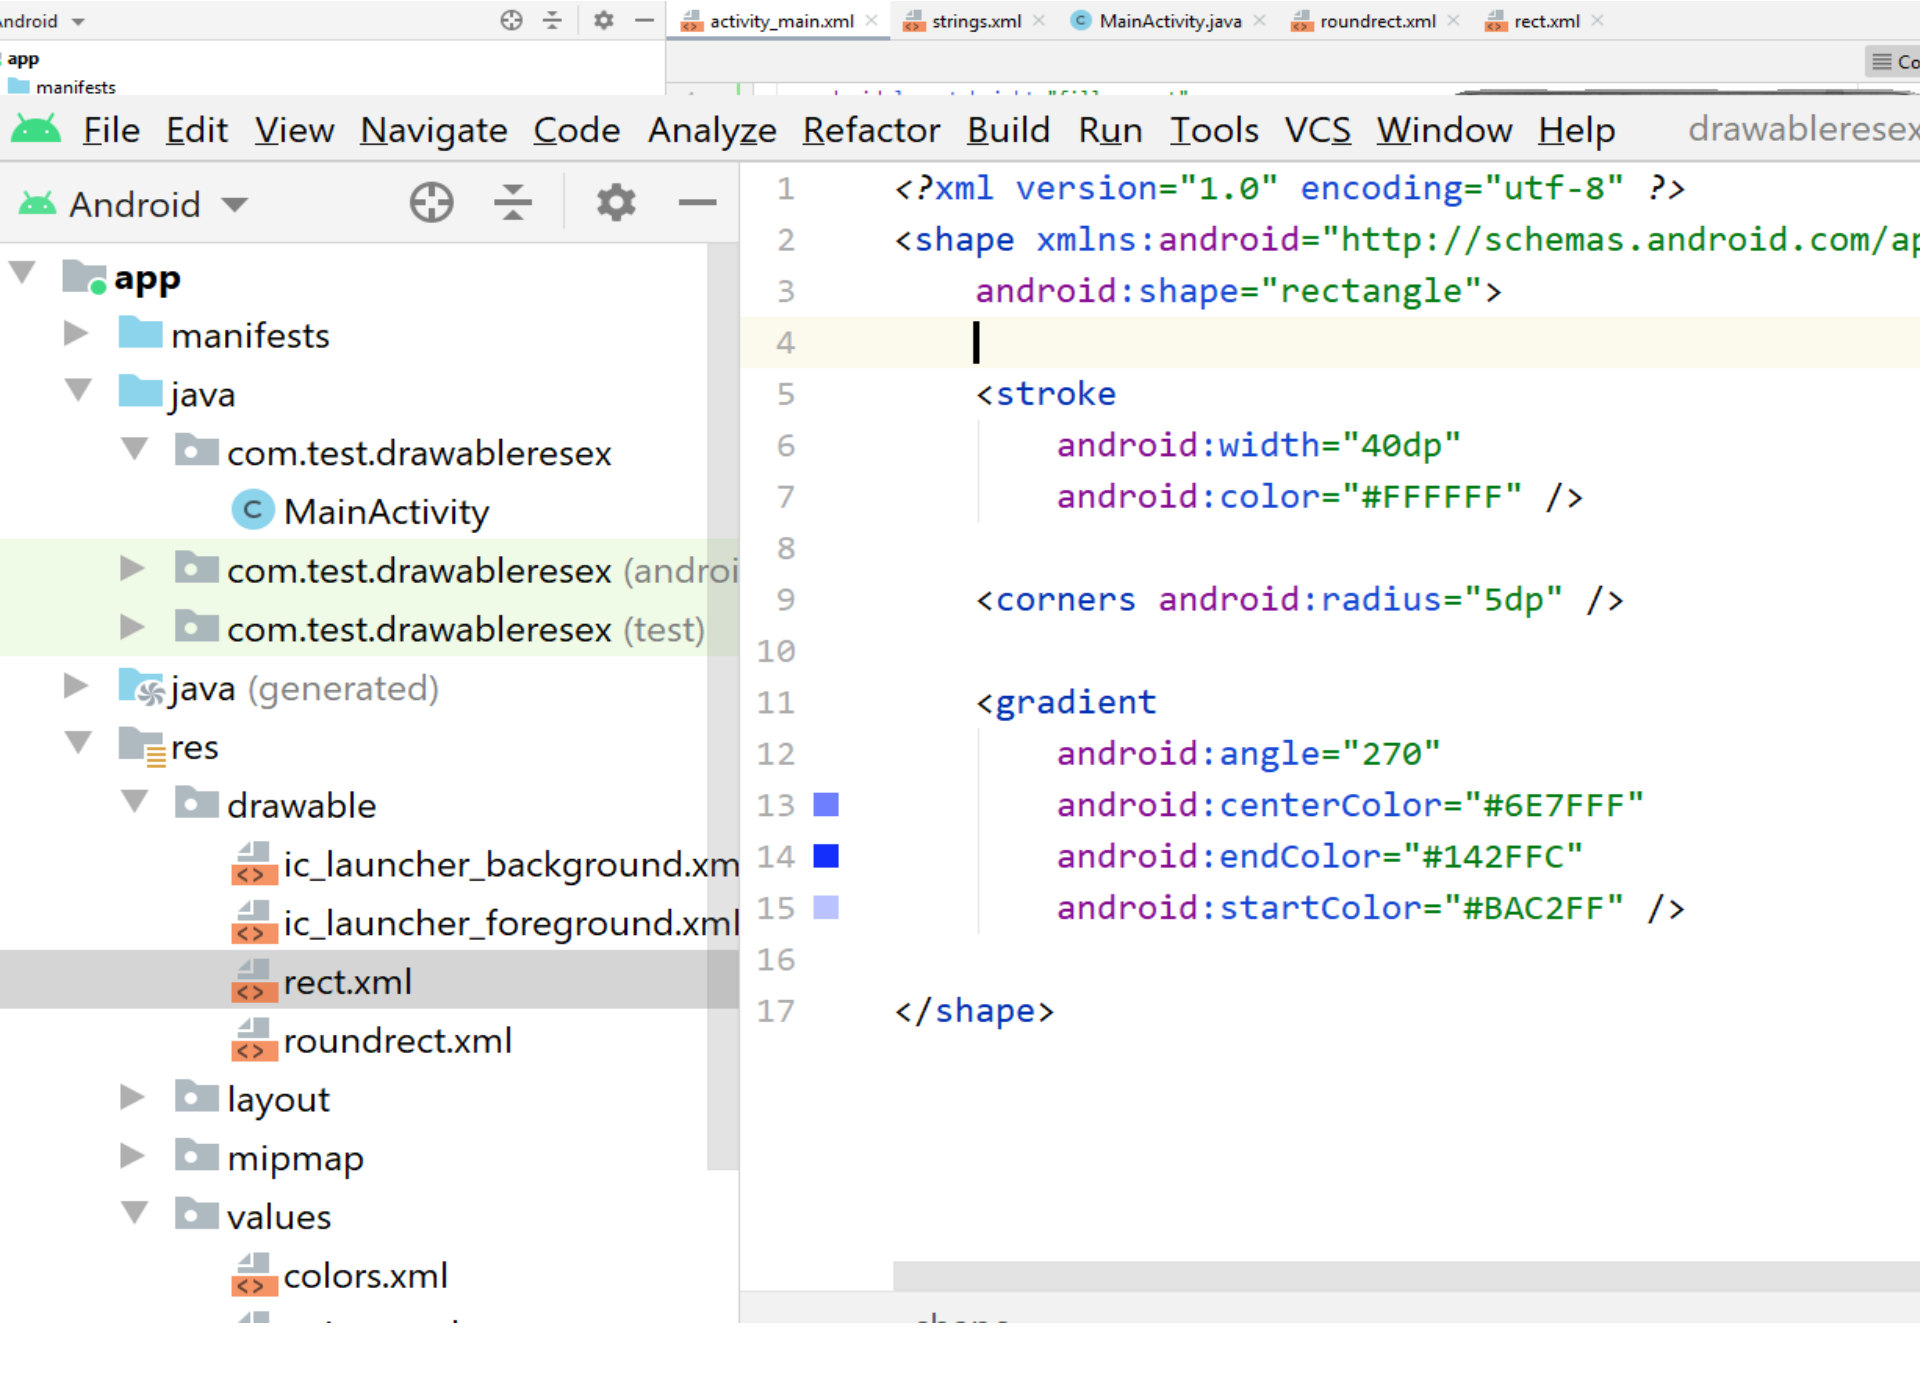 Android
activity_main.xml
strings.xml
MainActivity.java
roundrect.xml
rect.xml
app
manifests
File Edit View Navigate Code Analyze Refactor Build Run Tools VCS Window Help drawableresex
Android
app
manifests
java
com.test.drawableresex
MainActivity
com.test.drawableresex (androi
com.test.drawableresex (test)
java (generated)
res
drawable
ic_launcher_background.xm
ic_launcher_foreground.xml
rect.xml
roundrect.xml
layout
mipmap
values
colors.xml
1 <?xml version="1.0" encoding="utf-8" ?>
2 <shape xmlns:android="http://schemas.android.com/ap
3 android:shape="rectangle">
4
5 <stroke
6 android:width="40dp"
7 android:color="#FFFFFF" />
8
9 <corners android:radius="5dp" />
10
11 <gradient
12 android:angle="270"
13 android:centerColor="#6E7FFF"
14 android:endColor="#142FFC"
15 android:startColor="#BAC2FF" />
16
17 </shape>